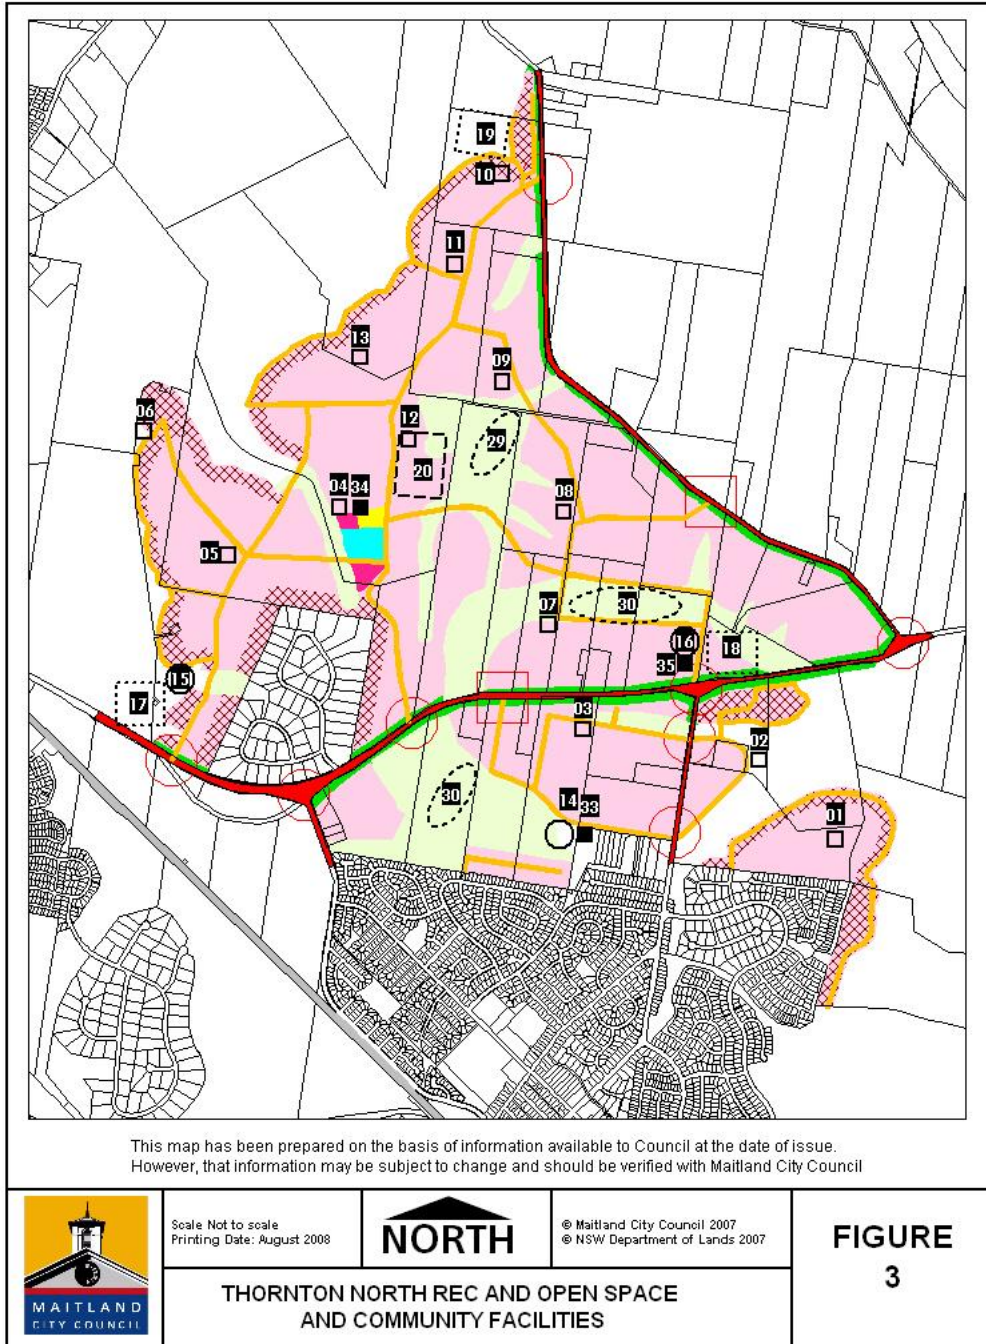 19
10
11
13
09
06
12
29
20
04 34
08
05
07
30
16
18
35
15
17
03
02
30
14 33
01
This map has been prepared on the basis of information available to Council at the date of issue.
However, that information may be subject to change and should be verified with Maitland City Council
MAITLAND
CITY COUNCIL
Scale Not to scale
Printing Date: August 2008
NORTH
© Maitland City Council 2007
© NSW Department of Lands 2007
THORNTON NORTH REC AND OPEN SPACE
AND COMMUNITY FACILITIES
FIGURE
3